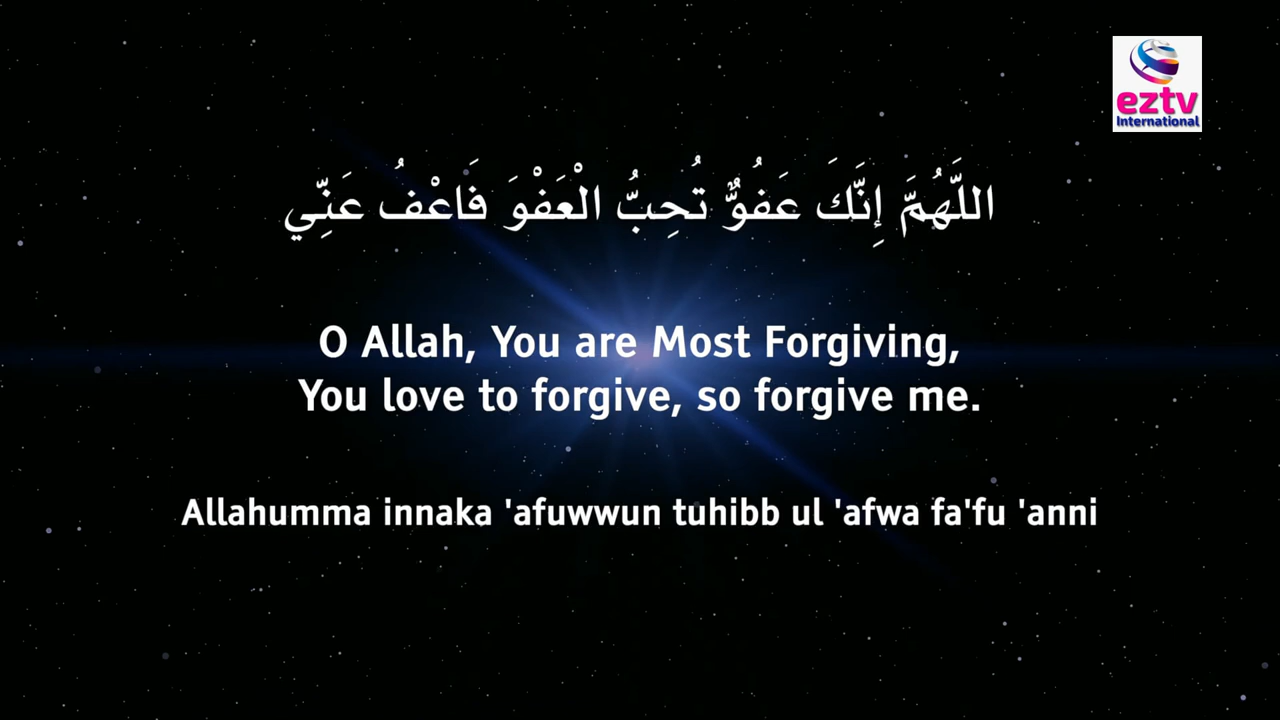 eztv
International
اللَّهُمَّ إِنَّكَ عَفُوٌّ تُحِبُّ الْعَفْوَ فَاعْفُ عَنِّي
O Allah, You are Most Forgiving,
You love to forgive, so forgive me.
Allahumma innaka 'afuwwun tuhibb ul 'afwa fa'fu 'anni